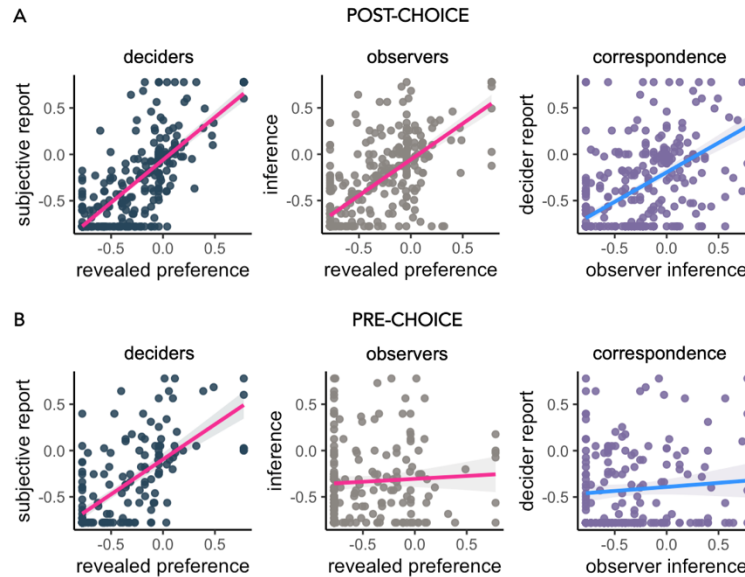 A
POST-CHOICE
deciders
observers
correspondence
subjective report
0.5
0.0
-0.5
-0.5
0.0
0.5
revealed preference
inference
0.5
0.0
-0.5
-0.5
0.0
0.5
revealed preference
decider report
0.5
0.0
-0.5
-0.5
0.0
0.5
observer inference
B
PRE-CHOICE
deciders
observers
correspondence
subjective report
0.5
0.0
-0.5
-0.5
0.0
0.5
revealed preference
inference
0.5
0.0
-0.5
-0.5
0.0
0.5
revealed preference
decider report
0.5
0.0
-0.5
-0.5
0.0
0.5
observer inference